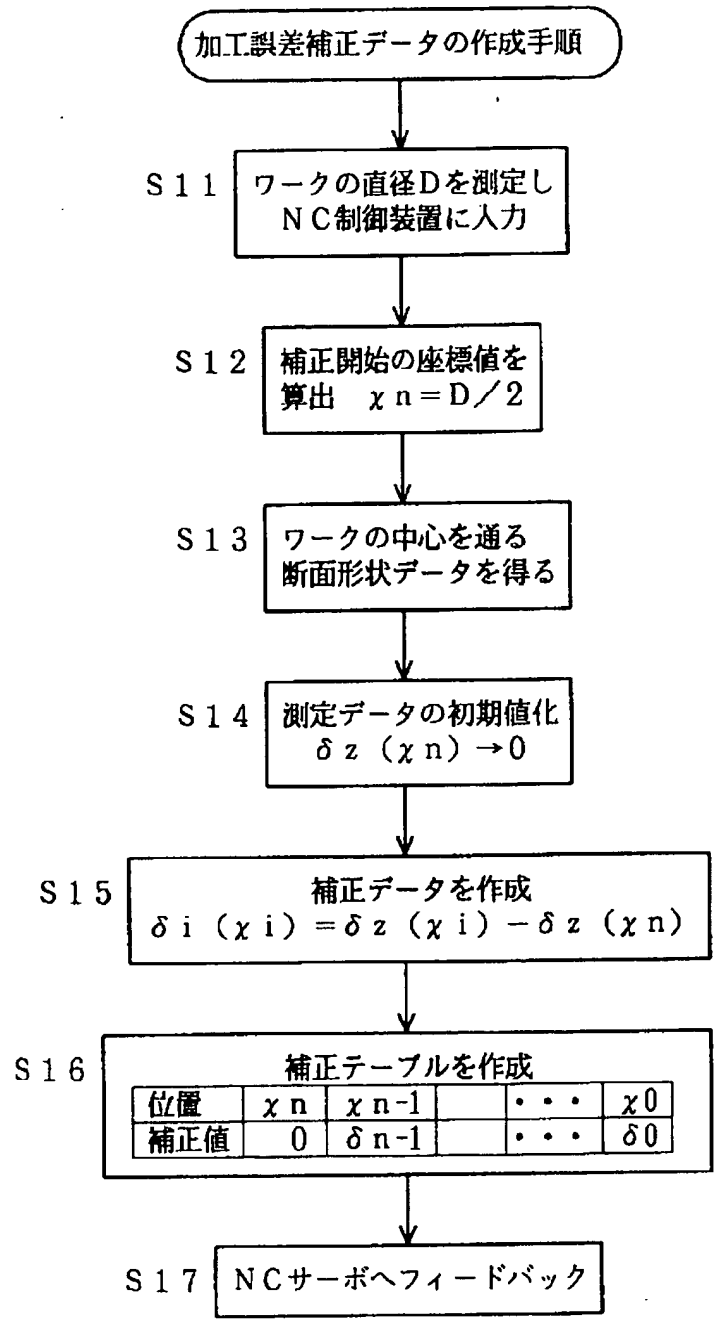 加工誤差補正データの作成手順
S11 ワークの直径Dを測定し
NC制御装置に入力
S12 補正開始の座標値を
算出 χn=D/2
S13 ワークの中心を通る
断面形状データを得る
S14 測定データの初期値化
δz(χn)→0
S15 補正データを作成
δi(χi)=δz(χi)-δz(χn)
S16 補正テーブルを作成
位置 χn χn-1 ・・・ χ0
補正値 0 δn-1 ・・・ δ0
S17 NCサーボへフィードバック